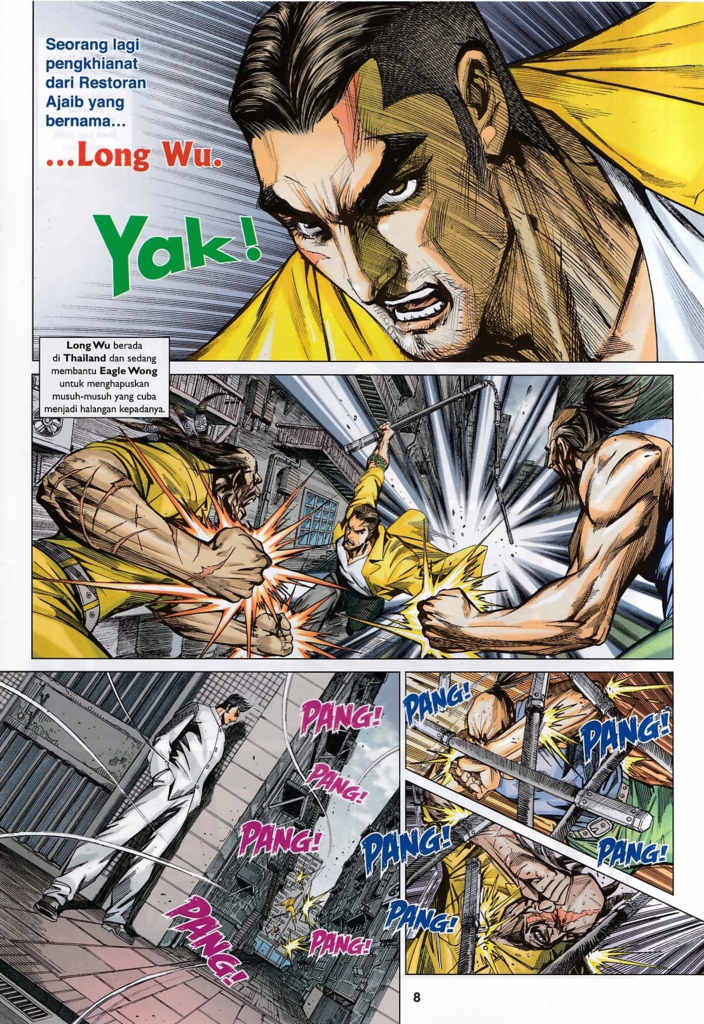 Seorang lagi
pengkhianat
dari Restoran
Ajaib yang
bernama...
...Long Wu.
Yak!
Long Wu berada
di Thailand dan sedang
membantu Eagle Wong
untuk menghapuskan
musuh-musuh yang cuba
menjadi halangan kepadanya.
PANG!
PANG!
PANG!
PANG!
PANG!
PANG!
PANG!
PANG!
PANG!
PANG!
8